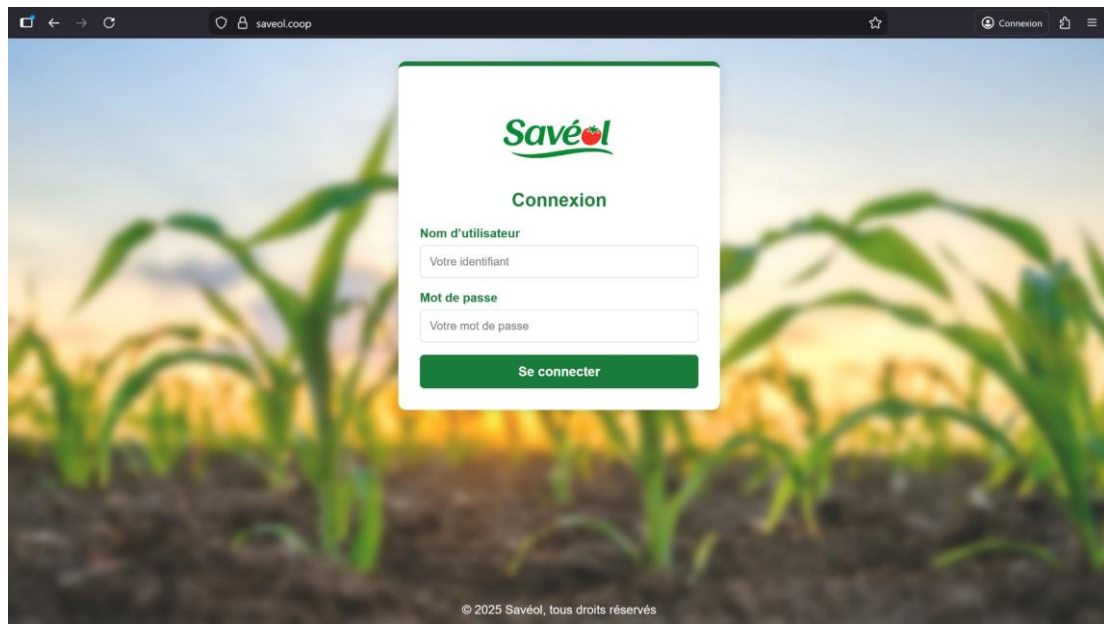 saveol.coop
Connexion
Savéol
Connexion
Nom d'utilisateur
Votre identifiant
Mot de passe
Votre mot de passe
Se connecter
© 2025 Savéol, tous droits réservés